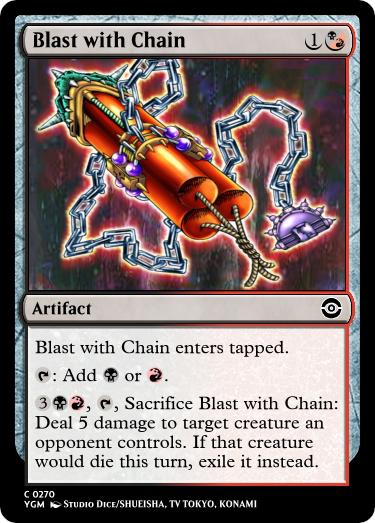 Blast with Chain 1
Artifact
Blast with Chain enters tapped.
: Add or .
3, , Sacrifice Blast with Chain:
Deal 5 damage to target creature an
opponent controls. If that creature
would die this turn, exile it instead.
C 0270
YGM Studio Dice/SHUEISHA, TV TOKYO, KONAMI